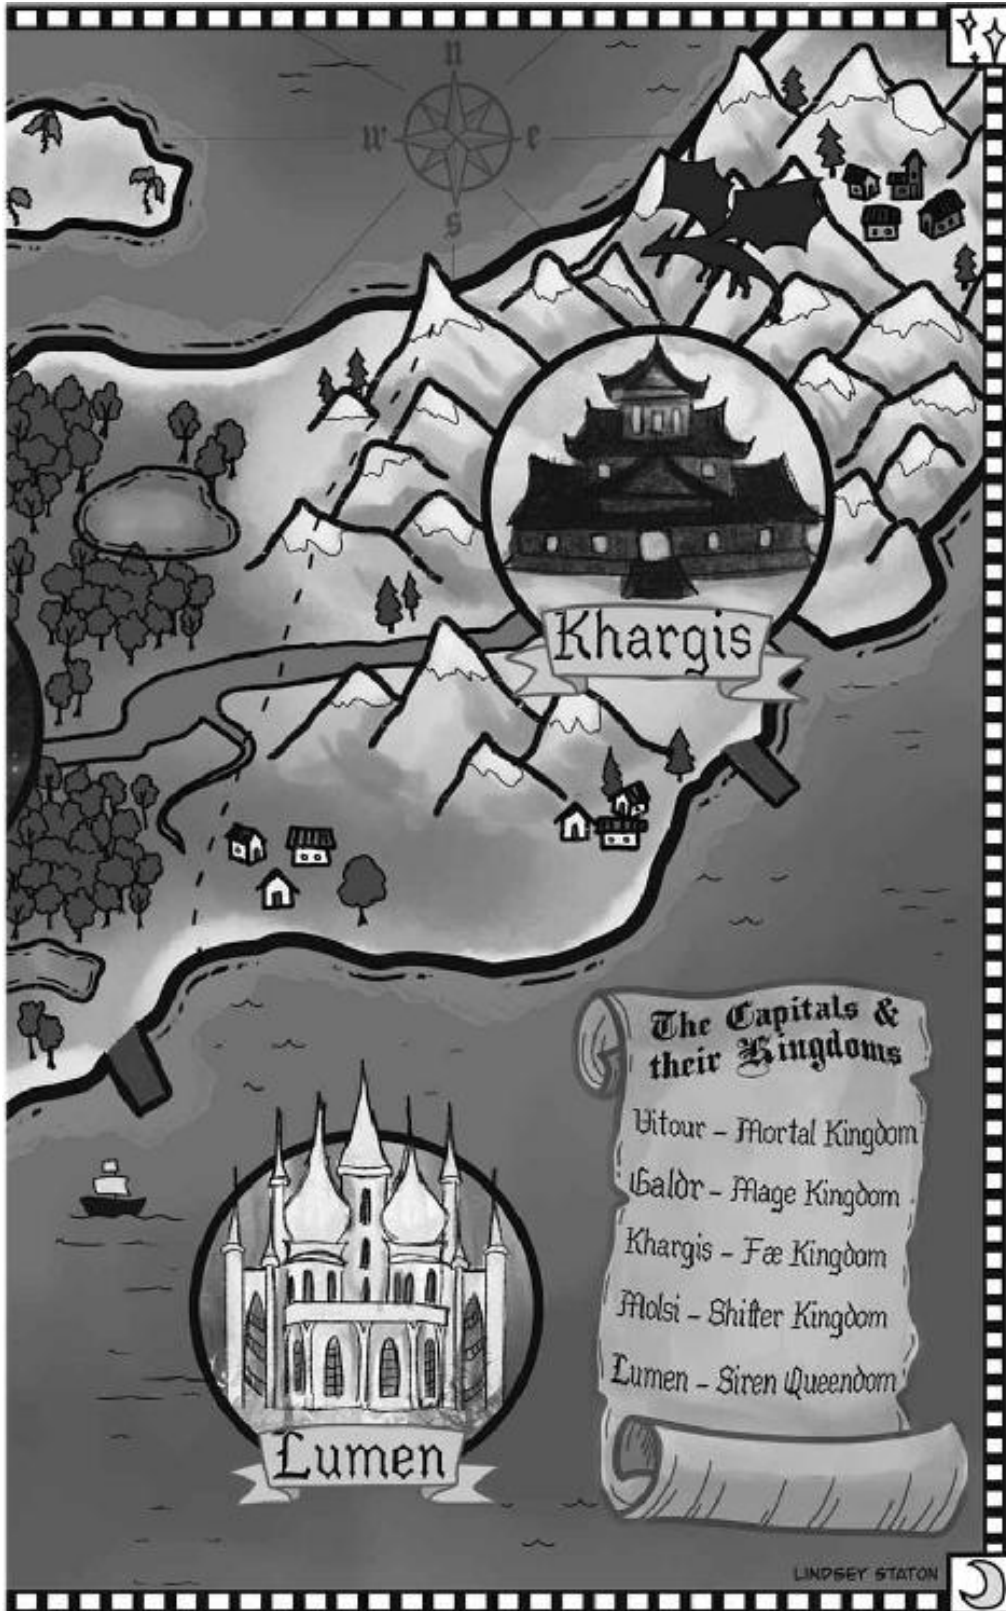 n
w
e
s
Khargis
The Capitals &
their Kingdoms
Vitour – Mortal Kingdom
Galdr – Mage Kingdom
Khargis – Fæ Kingdom
Molsi – Shifter Kingdom
Lumen – Siren Queendom
Lumen
LINDSEY STATON